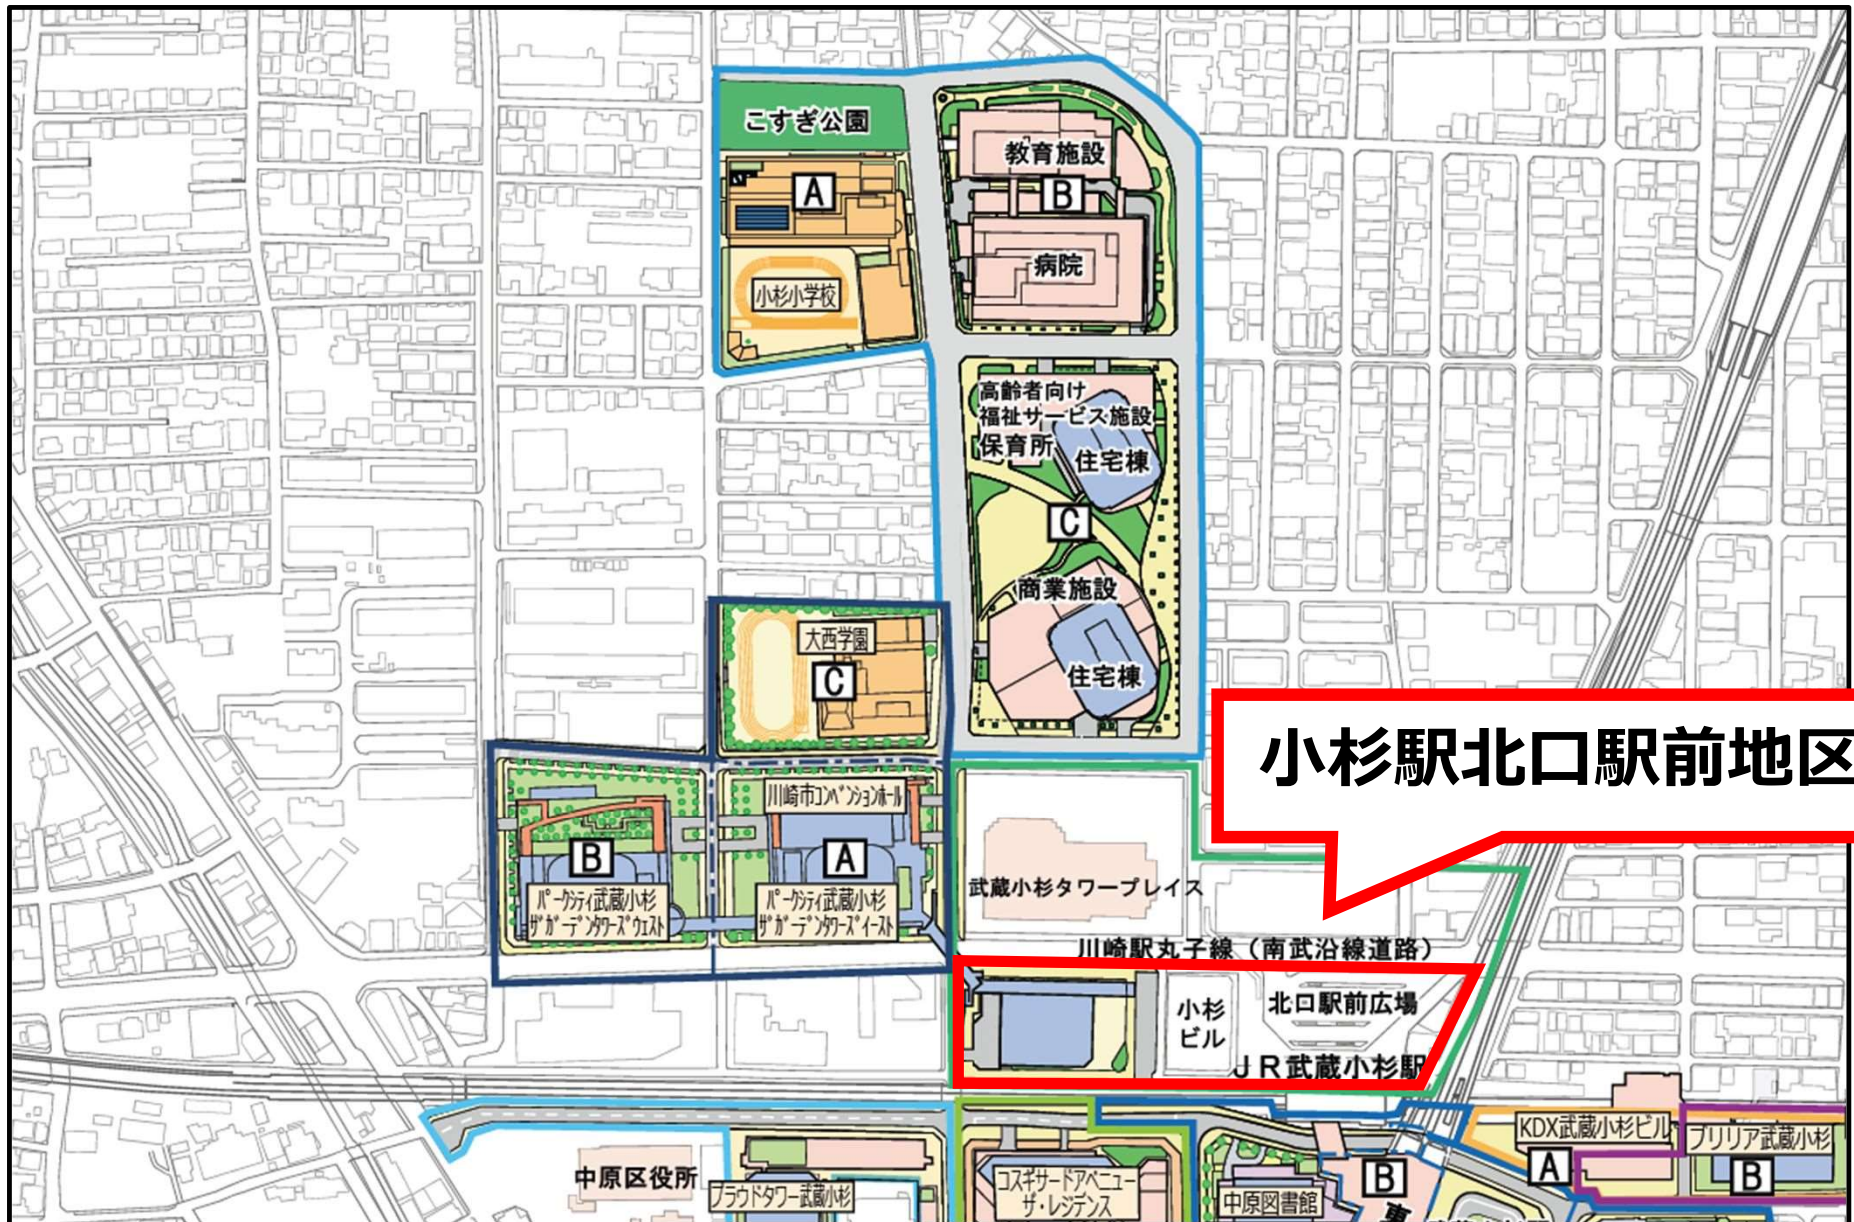 こすぎ公園
A
小杉小学校
教育施設
B
病院
高齢者向け
福祉サービス施設
保育所
住宅棟
C
商業施設
住宅棟
大西学園
C
小杉駅北口駅前地区
川崎市コンベンションホール
B
A
パークシティ武蔵小杉
ザガーデンタワーズウェスト
パークシティ武蔵小杉
ザガーデンタワーズイースト
武蔵小杉タワープレイス
川崎駅丸子線（南武沿線道路）
小杉
ビル
北口駅前広場
JR武蔵小杉駅
中原区役所
プラウドタワー武蔵小杉
コスギサードアベニュー
ザ・レジデンス
中原図書館
B
東
KDX武蔵小杉ビル
A
ブリリア武蔵小杉
B